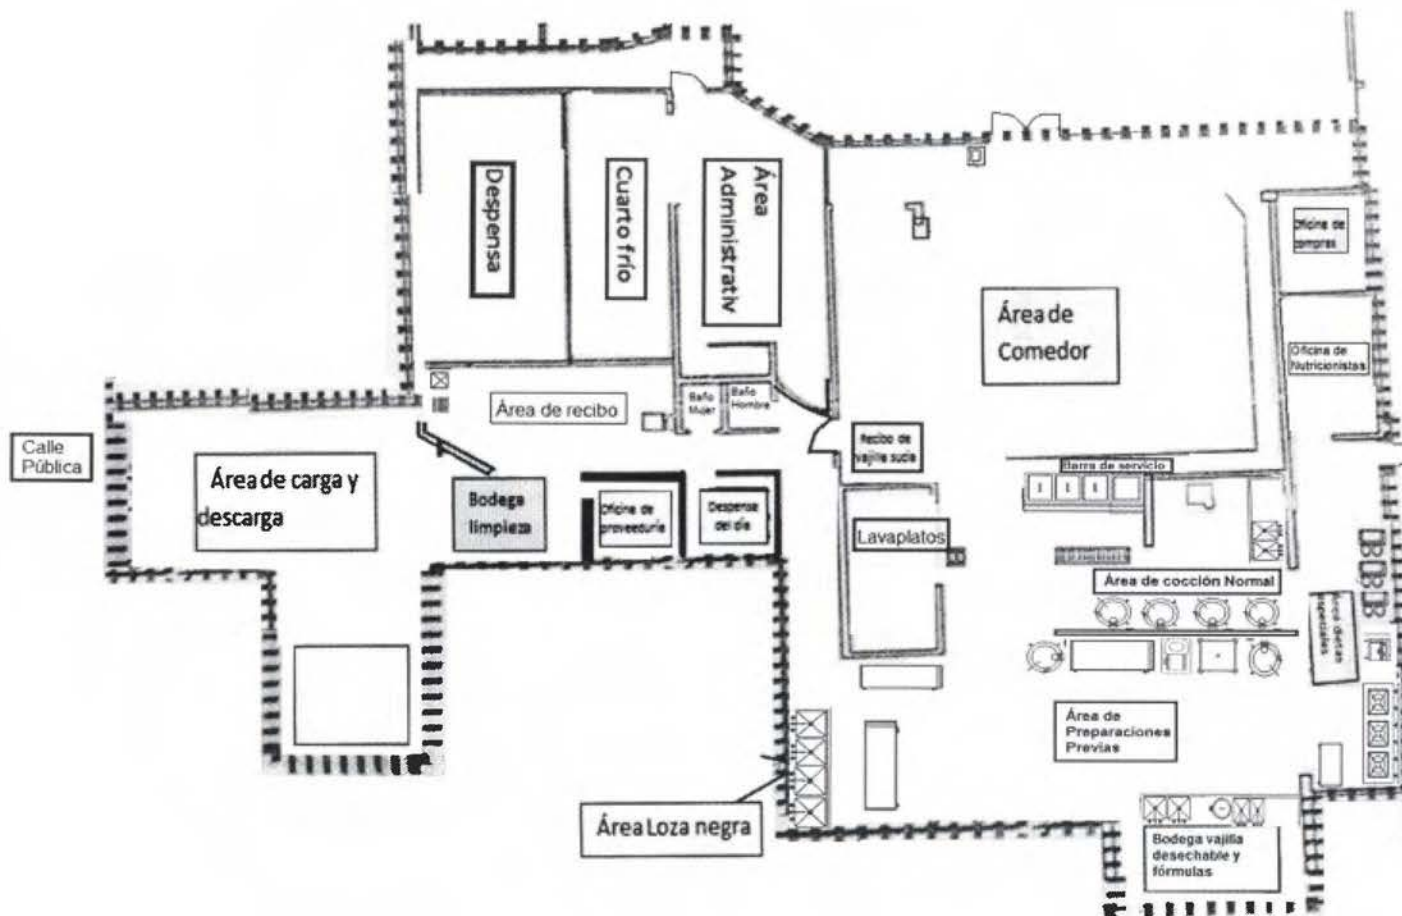 Despensa
Cuarto frío
Área
Administrativ
Oficina de
compras
Área de
Comedor
Oficina de
Nutricionistas
Baño
Mujer
Baño
Hombre
Área de recibo
Calle
Pública
Recibo de
vajilla sucia
Barra de servicio
Área de carga y
descarga
Bodega
limpieza
Oficina de
proveeduría
Despensa
del día
Lavaplatos
Área de cocción Normal
Área dietas
especiales
Área de
Preparaciones
Previas
Área Loza negra
Bodega vajilla
desechable y
fórmulas